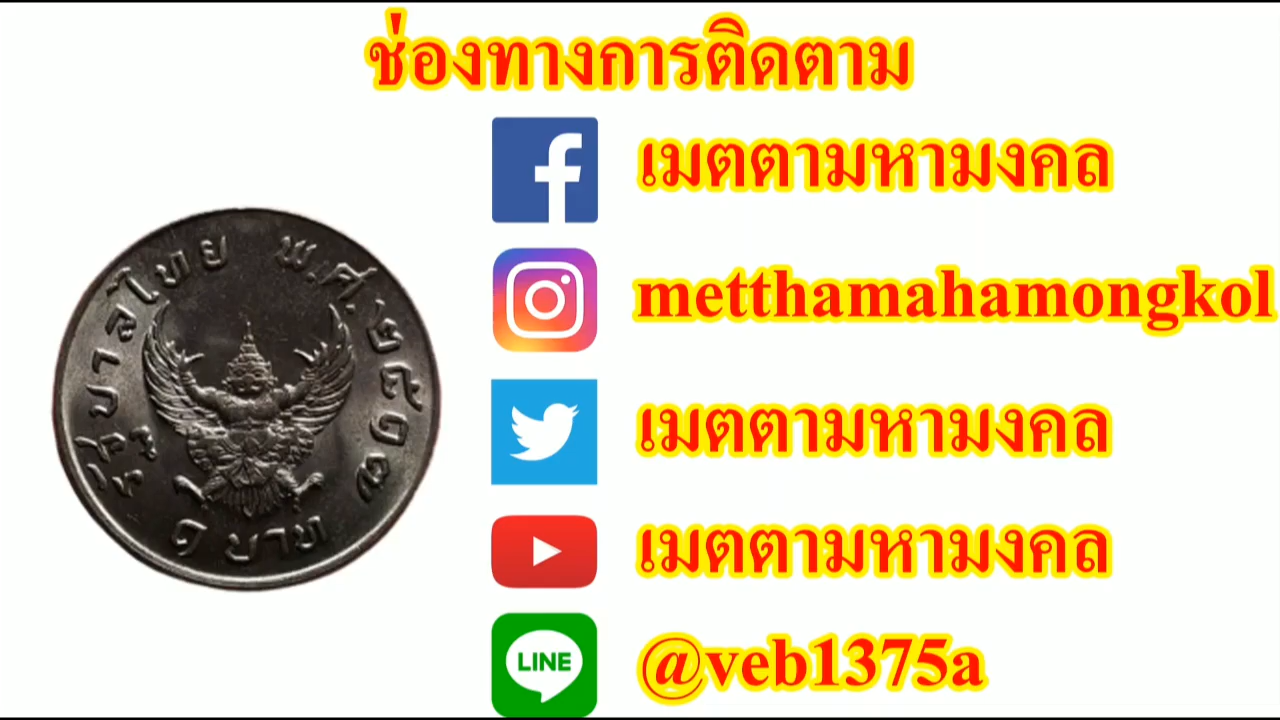 ช่องทางการติดตาม
เมตตามหามงคล
metthamahamongkol
เมตตามหามงคล
เมตตามหามงคล
LINE
@veb1375a
รัฐบาลไทย พ.ศ.๒๕๑๗
๑ บาท